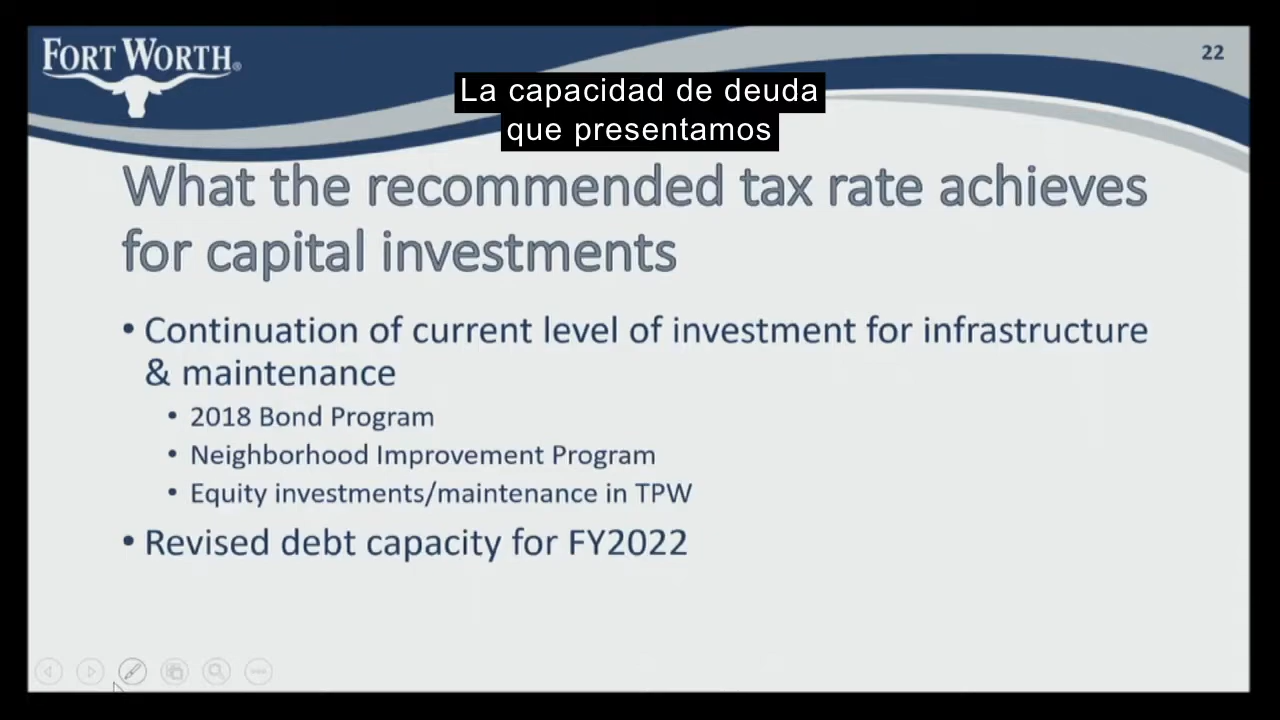 FORT WORTH®
22
La capacidad de deuda
que presentamos
What the recommended tax rate achieves
for capital investments
• Continuation of current level of investment for infrastructure
& maintenance
• 2018 Bond Program
• Neighborhood Improvement Program
• Equity investments/maintenance in TPW
• Revised debt capacity for FY2022